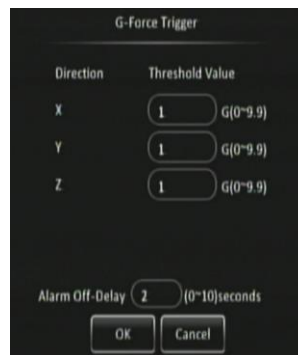 G-Force Trigger
Direction Threshold Value
X 1 G(0~9.9)
Y 1 G(0~9.9)
Z 1 G(0~9.9)
Alarm Off-Delay 2 (0~10)seconds
OK Cancel